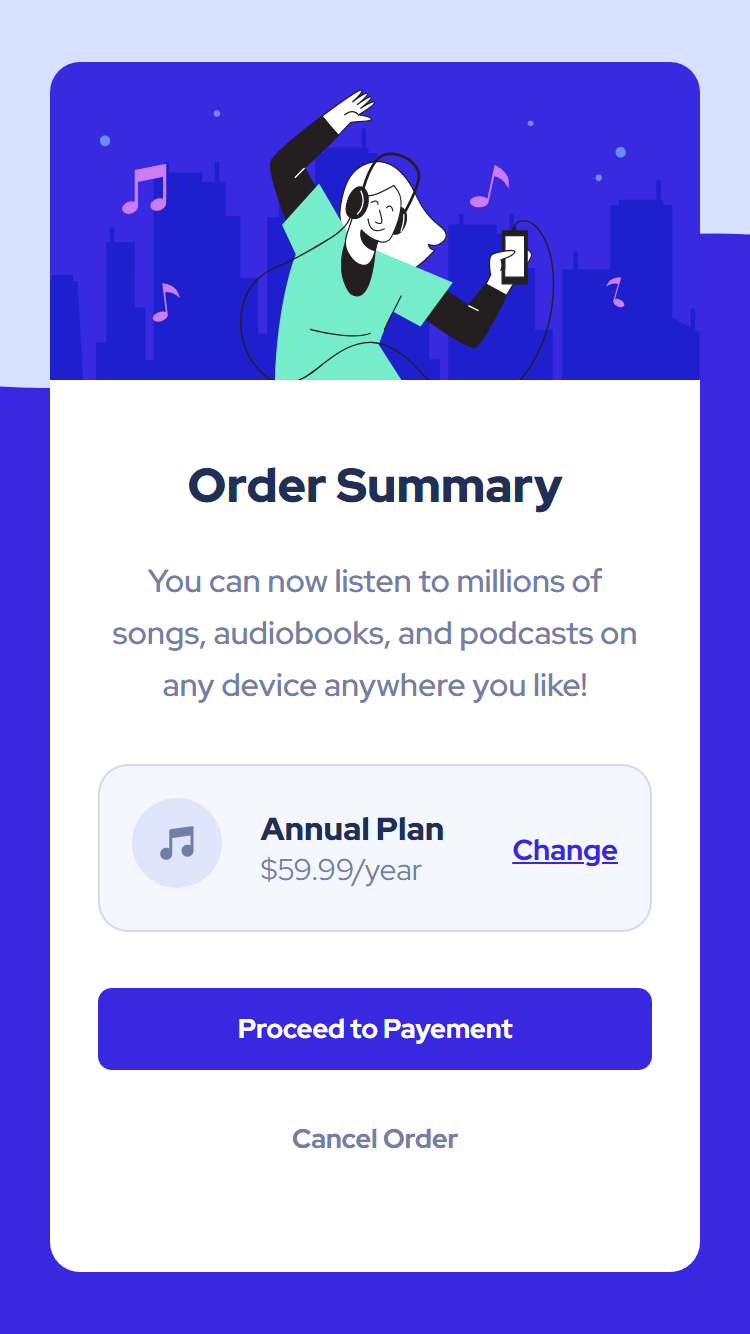 Order Summary
You can now listen to millions of
songs, audiobooks, and podcasts on
any device anywhere you like!
Annual Plan
$59.99/year
Change
Proceed to Payement
Cancel Order